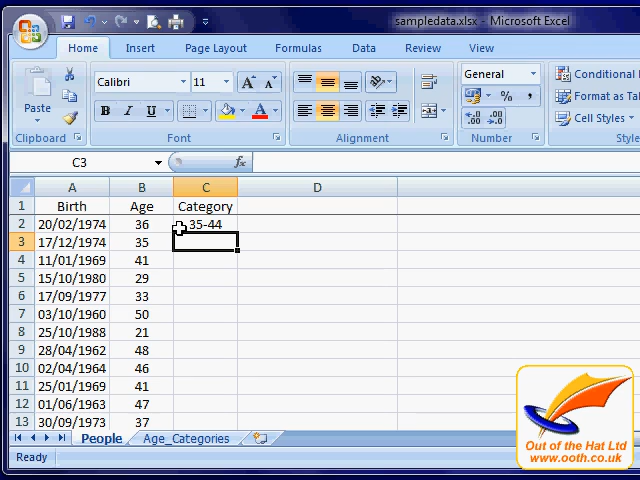 sampledata.xlsx - Microsoft Excel
Home Insert Page Layout Formulas Data Review View
Calibri 11 A A General Conditional
Paste Format as Ta
B I U A % , Cell Styles
Clipboard Font Alignment Number Style
C3 fx
A B C D
1 Birth Age Category
2 20/02/1974 36 35-44
3 17/12/1974 35
4 11/01/1969 41
5 15/10/1980 29
6 17/09/1977 33
7 03/10/1960 50
8 25/10/1988 21
9 28/04/1962 48
10 02/04/1964 46
11 25/01/1969 41
12 01/06/1963 47
13 30/09/1973 37
People Age_Categories
Ready
Out of the Hat Ltd
www.ooth.co.uk